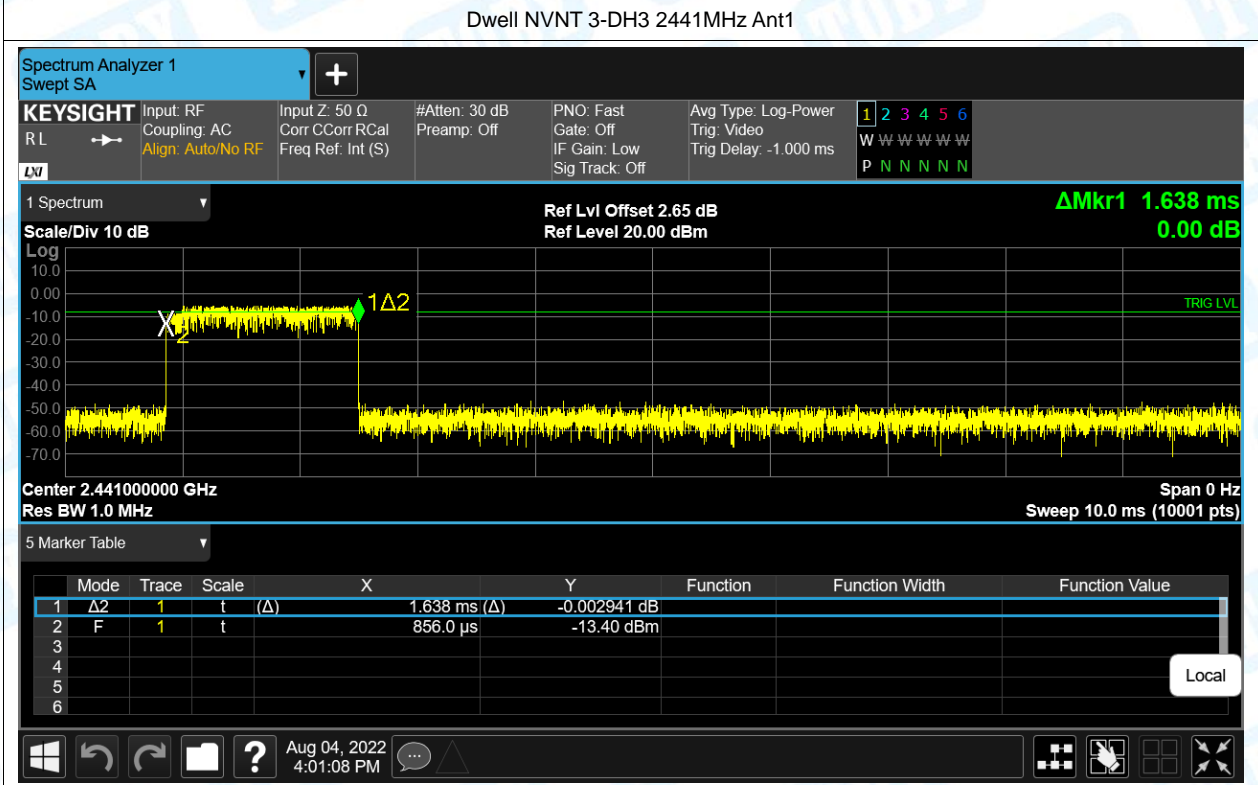 Dwell NVNT 3-DH3 2441MHz Ant1
Spectrum Analyzer 1
Swept SA
KEYSIGHT
RL
LXI
Input: RF
Coupling: AC
Align: Auto/No RF
Input Z: 50 Ω
Corr CCorr RCal
Freq Ref: Int (S)
#Atten: 30 dB
Preamp: Off
PNO: Fast
Gate: Off
IF Gain: Low
Sig Track: Off
Avg Type: Log-Power
Trig: Video
Trig Delay: -1.000 ms
1 2 3 4 5 6
W W W W W W
P N N N N N
1 Spectrum
Scale/Div 10 dB
Ref Lvl Offset 2.65 dB
Ref Level 20.00 dBm
ΔMkr1 1.638 ms
0.00 dB
Log
10.0
0.00
-10.0
-20.0
-30.0
-40.0
-50.0
-60.0
-70.0
1Δ2
X2
TRIG LVL
Center 2.441000000 GHz
Span 0 Hz
Res BW 1.0 MHz
Sweep 10.0 ms (10001 pts)
5 Marker Table
Mode Trace Scale X Y Function Function Width Function Value
1 Δ2 1 t (Δ) 1.638 ms (Δ) -0.002941 dB
2 F 1 t 856.0 µs -13.40 dBm
3
4
5
6
Local
?
Aug 04, 2022
4:01:08 PM